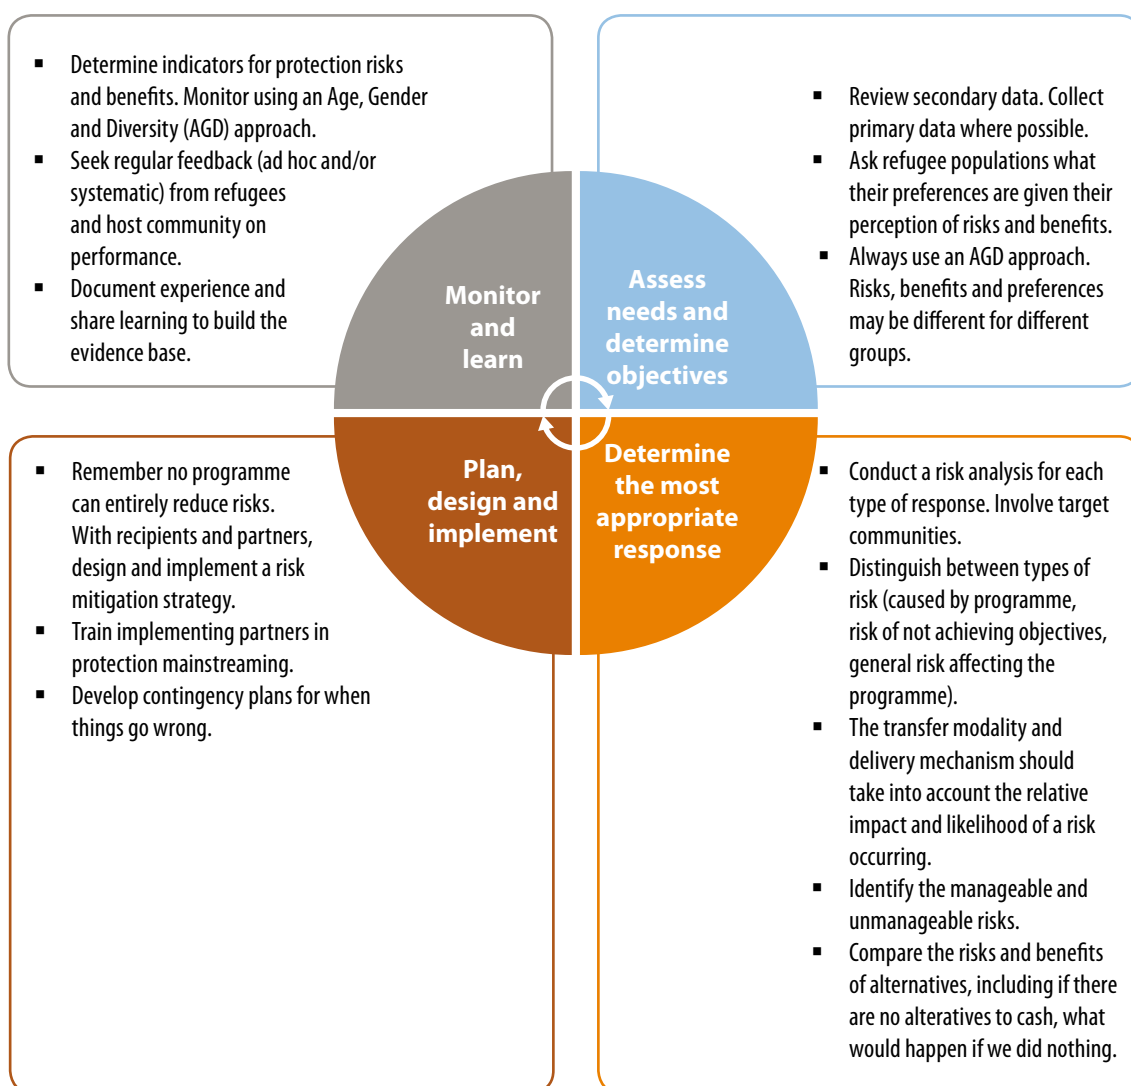 ▪ Determine indicators for protection risks
and benefits. Monitor using an Age, Gender
and Diversity (AGD) approach.
▪ Seek regular feedback (ad hoc and/or
systematic) from refugees
and host community on
performance.
▪ Document experience and
share learning to build the
evidence base.
▪ Review secondary data. Collect
primary data where possible.
▪ Ask refugee populations what
their preferences are given their
perception of risks and benefits.
▪ Always use an AGD approach.
Risks, benefits and preferences
may be different for different
groups.
Monitor
and
learn
Assess
needs and
determine
objectives
Plan,
design and
implement
Determine
the most
appropriate
response
▪ Remember no programme
can entirely reduce risks.
With recipients and partners,
design and implement a risk
mitigation strategy.
▪ Train implementing partners in
protection mainstreaming.
▪ Develop contingency plans for when
things go wrong.
▪ Conduct a risk analysis for each
type of response. Involve target
communities.
▪ Distinguish between types of
risk (caused by programme,
risk of not achieving objectives,
general risk affecting the
programme).
▪ The transfer modality and
delivery mechanism should
take into account the relative
impact and likelihood of a risk
occurring.
▪ Identify the manageable and
unmanageable risks.
▪ Compare the risks and benefits
of alternatives, including if there
are no alteratives to cash, what
would happen if we did nothing.